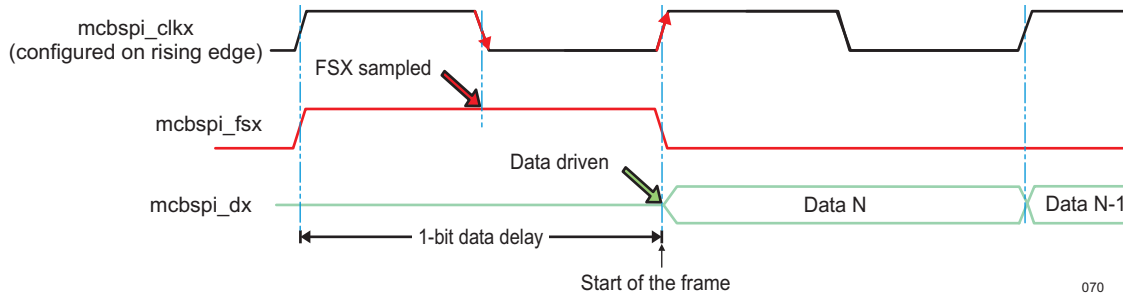 mcbspi_clkx
(configured on rising edge)
FSX sampled
mcbspi_fsx
Data driven
mcbspi_dx
Data N
Data N-1
1-bit data delay
Start of the frame
070